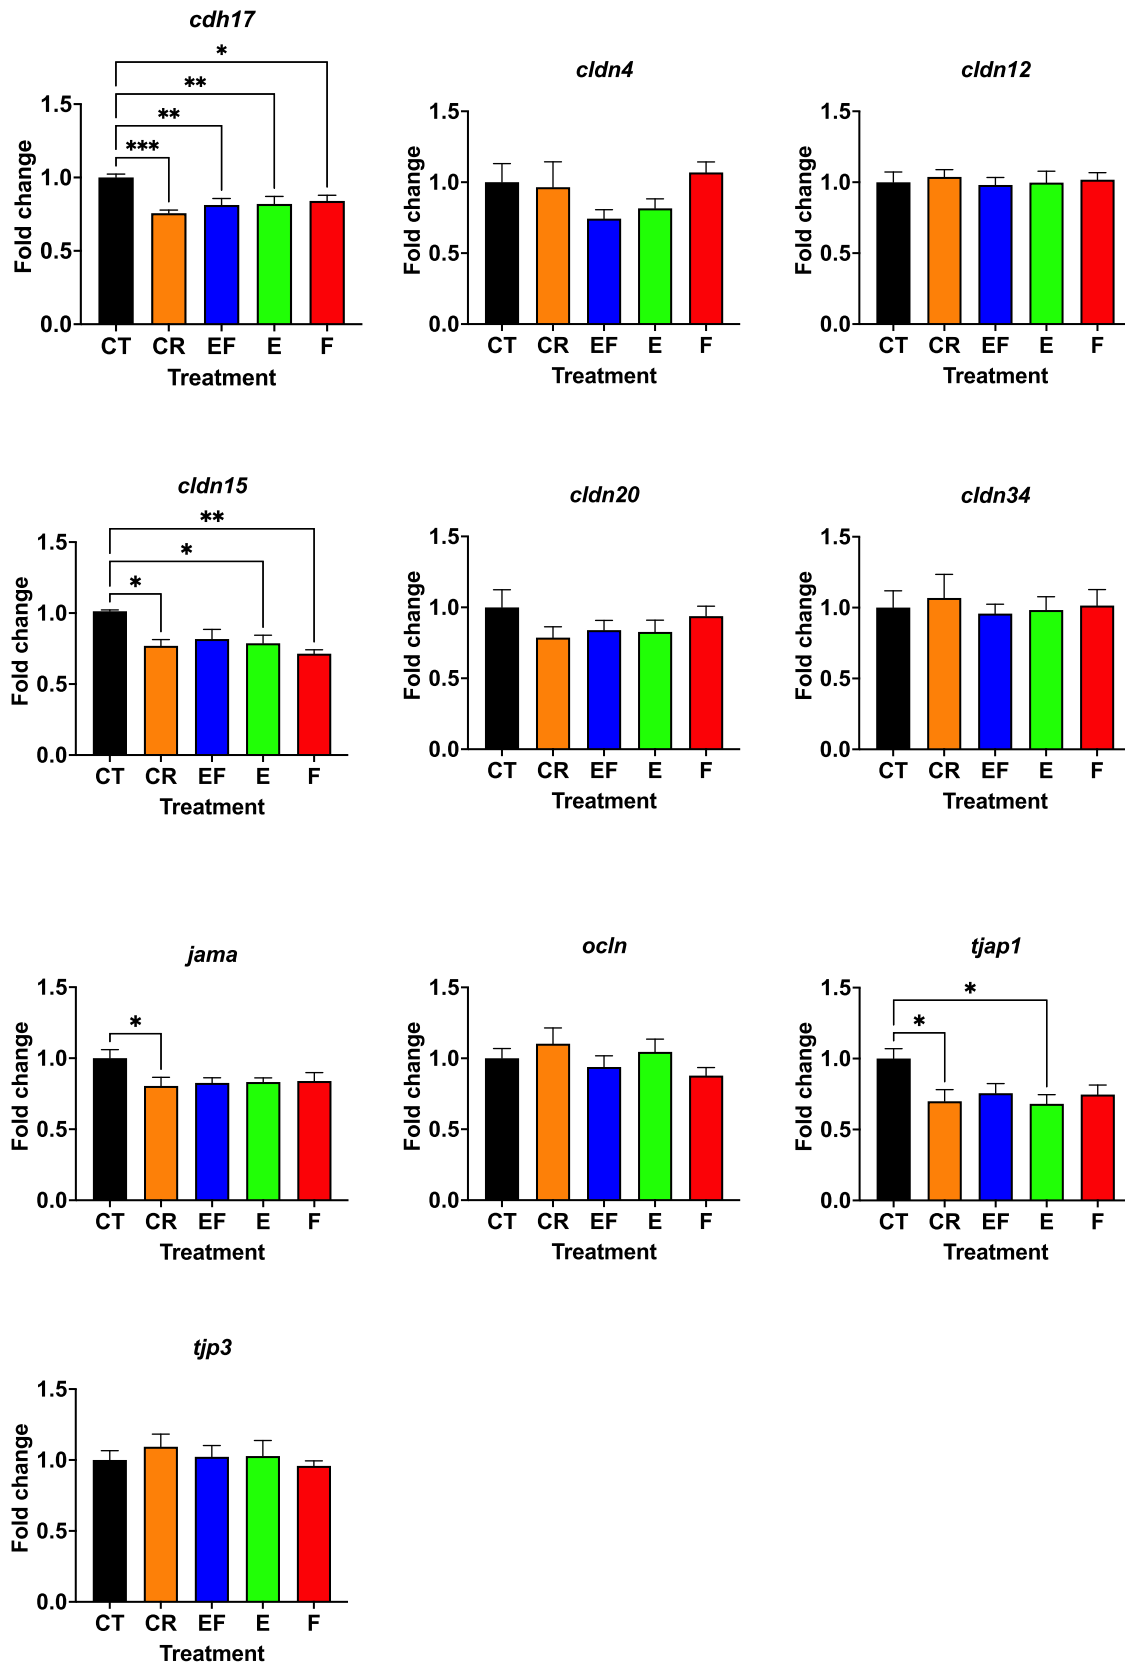 cdh17
*
**
**
***
Fold change
1.5
1.0
0.5
0.0
CT CR EF E F
Treatment
cldn4
Fold change
1.5
1.0
0.5
0.0
CT CR EF E F
Treatment
cldn12
Fold change
1.5
1.0
0.5
0.0
CT CR EF E F
Treatment
cldn15
**
*
*
Fold change
1.5
1.0
0.5
0.0
CT CR EF E F
Treatment
cldn20
Fold change
1.5
1.0
0.5
0.0
CT CR EF E F
Treatment
cldn34
Fold change
1.5
1.0
0.5
0.0
CT CR EF E F
Treatment
jama
*
Fold change
1.5
1.0
0.5
0.0
CT CR EF E F
Treatment
ocln
Fold change
1.5
1.0
0.5
0.0
CT CR EF E F
Treatment
tjap1
*
*
Fold change
1.5
1.0
0.5
0.0
CT CR EF E F
Treatment
tjp3
Fold change
1.5
1.0
0.5
0.0
CT CR EF E F
Treatment